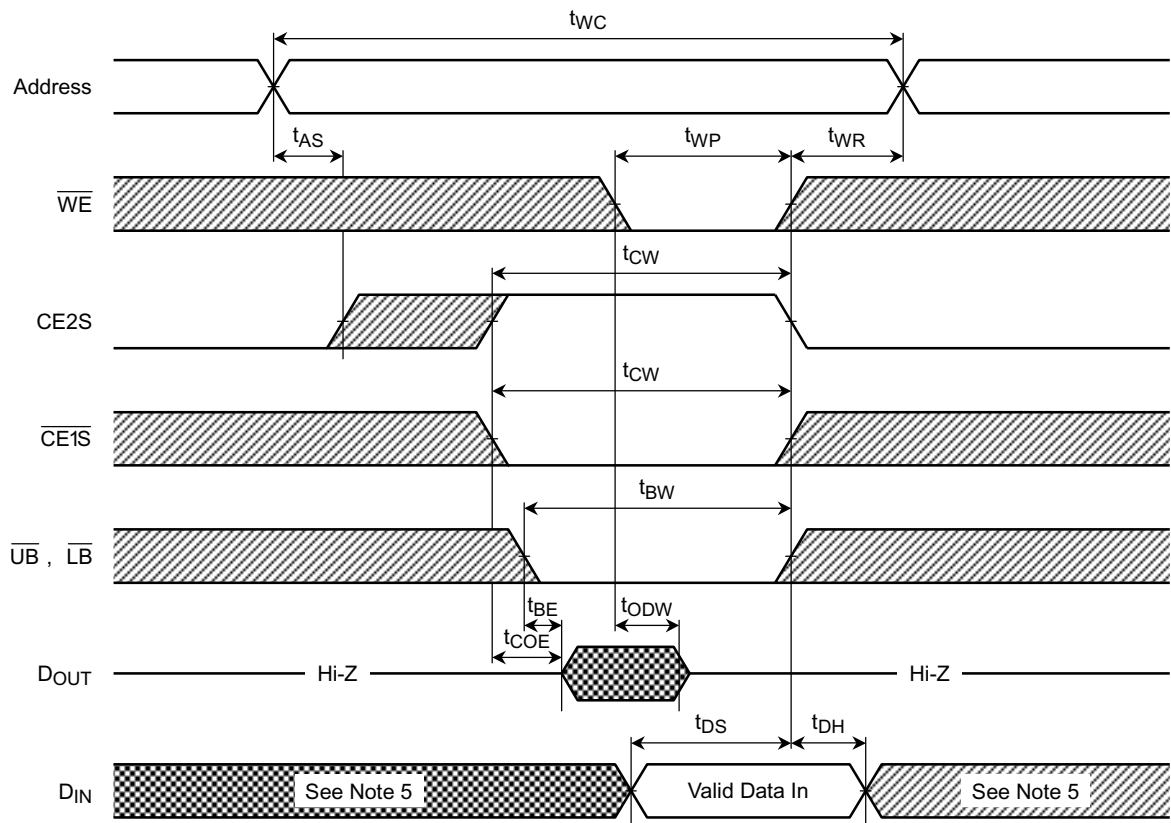 tWC
Address
tAS
tWP
tWR
WE
tCW
CE2S
tCW
CE1S
tBW
UB , LB
tBE
tODW
tCOE
DOUT
Hi-Z
Hi-Z
tDS
tDH
DIN
See Note 5
Valid Data In
See Note 5